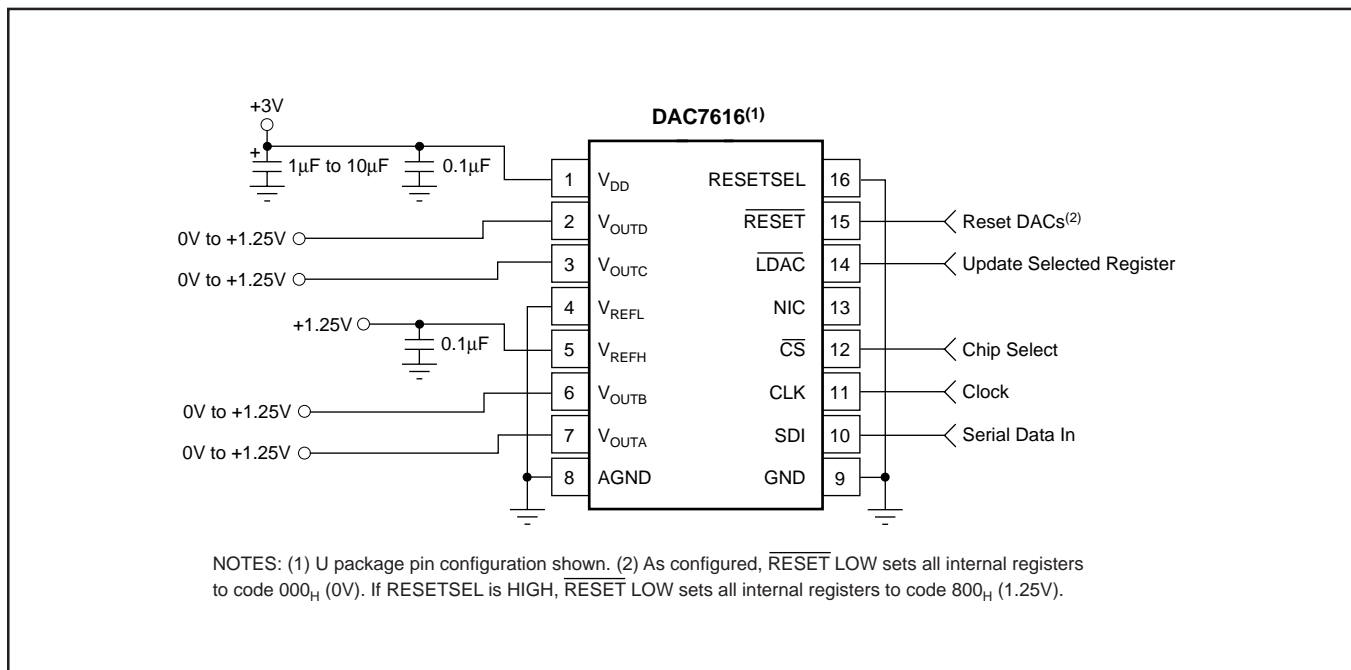 DAC7616(1)
+3V
+
1μF to 10μF
0.1μF
0V to +1.25V
0V to +1.25V
+1.25V
0.1μF
0V to +1.25V
0V to +1.25V
1 VDD
2 VOUTD
3 VOUTC
4 VREFL
5 VREFH
6 VOUTB
7 VOUTA
8 AGND
RESETSEL 16
RESET 15 Reset DACs(2)
LDAC 14 Update Selected Register
NIC 13
CS 12 Chip Select
CLK 11 Clock
SDI 10 Serial Data In
GND 9
NOTES: (1) U package pin configuration shown. (2) As configured, RESET LOW sets all internal registers
to code 000H (0V). If RESETSEL is HIGH, RESET LOW sets all internal registers to code 800H (1.25V).